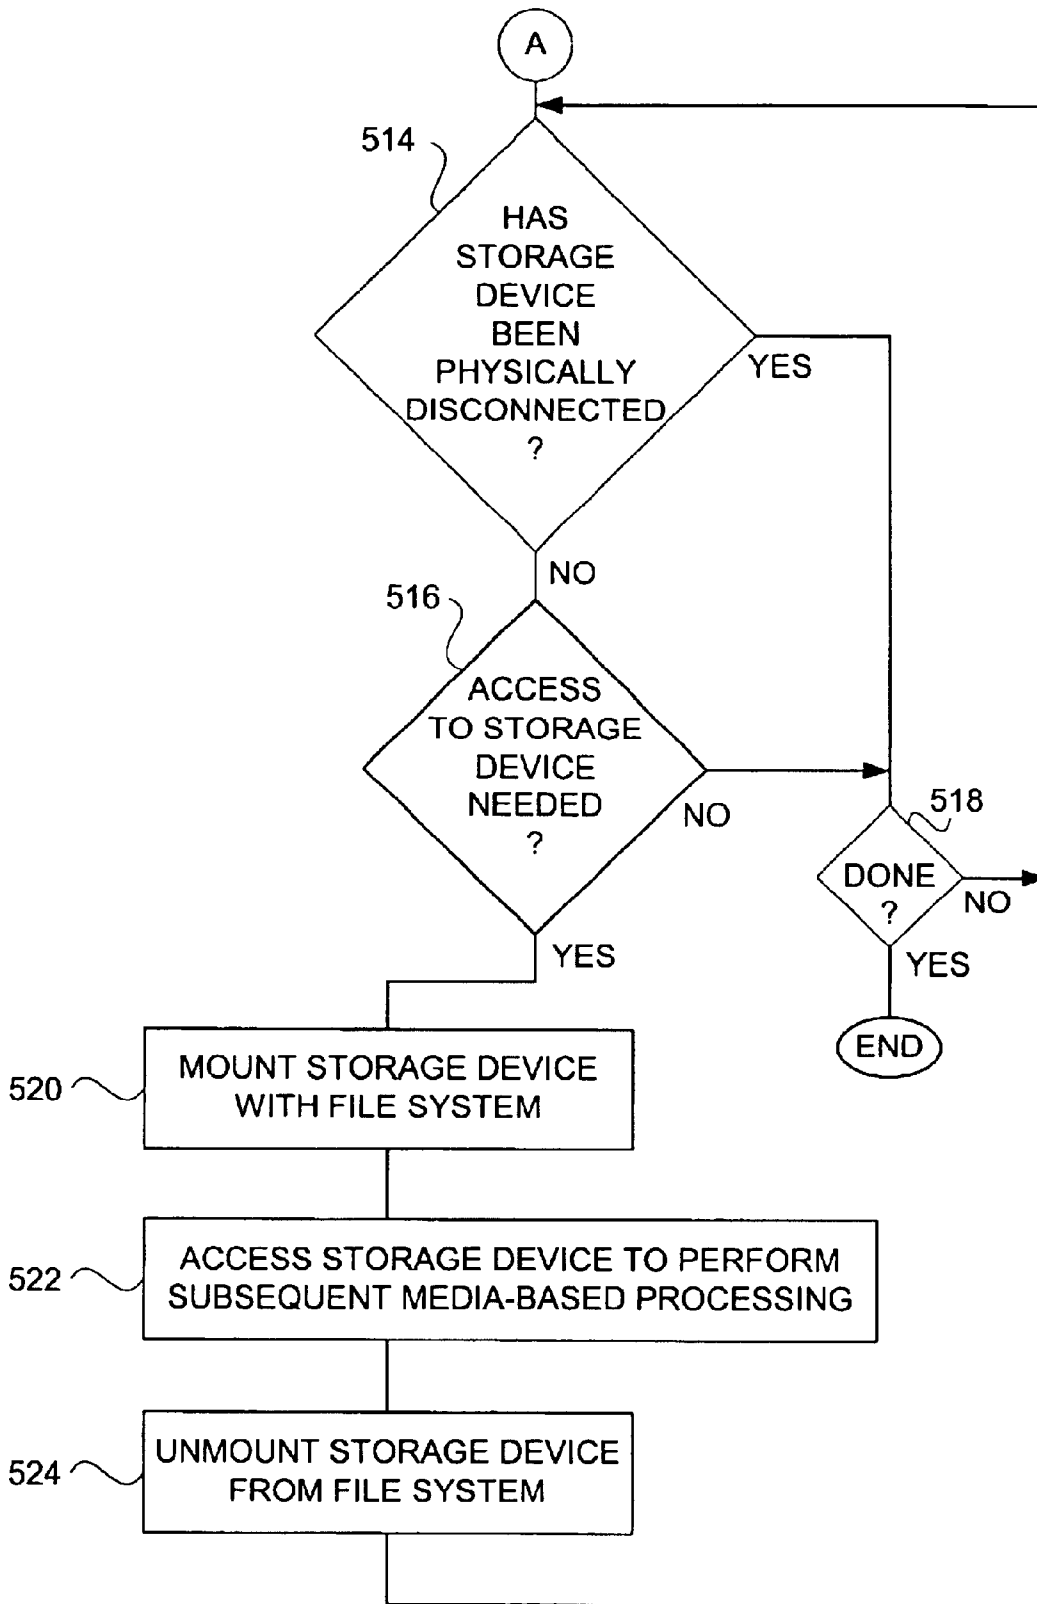 A
514
HAS
STORAGE
DEVICE
BEEN
PHYSICALLY
DISCONNECTED
?
YES
NO
516
ACCESS
TO STORAGE
DEVICE
NEEDED
?
NO
518
DONE
?
NO
YES
YES
END
520
MOUNT STORAGE DEVICE
WITH FILE SYSTEM
522
ACCESS STORAGE DEVICE TO PERFORM
SUBSEQUENT MEDIA-BASED PROCESSING
524
UNMOUNT STORAGE DEVICE
FROM FILE SYSTEM